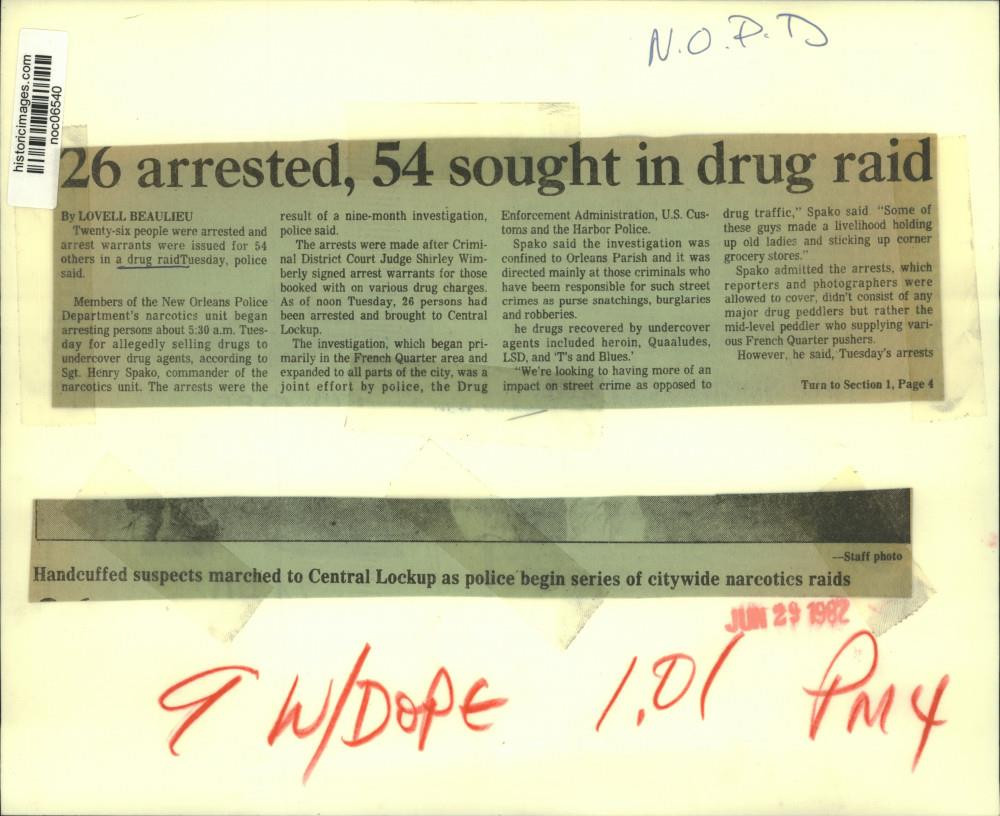 N.O.P.D
historicimages.com
noc06540
26 arrested, 54 sought in drug raid
By LOVELL BEAULIEU
Twenty-six people were arrested and
arrest warrants were issued for 54
others in a drug raidTuesday, police
said.
Members of the New Orleans Police
Department's narcotics unit began
arresting persons about 5:30 a.m. Tues-
day for allegedly selling drugs to
undercover drug agents, according to
Sgt. Henry Spako, commander of the
narcotics unit. The arrests were the
result of a nine-month investigation,
police said.
The arrests were made after Crimi-
nal District Court Judge Shirley Wim-
berly signed arrest warrants for those
booked with on various drug charges.
As of noon Tuesday, 26 persons had
been arrested and brought to Central
Lockup.
The investigation, which began pri-
marily in the French Quarter area and
expanded to all parts of the city, was a
joint effort by police, the Drug
Enforcement Administration, U.S. Cus-
toms and the Harbor Police.
Spako said the investigation was
confined to Orleans Parish and it was
directed mainly at those criminals who
have beem responsible for such street
crimes as purse snatchings, burglaries
and robberies.
he drugs recovered by undercover
agents included heroin, Quaaludes,
LSD, and 'T's and Blues.'
"We're looking to having more of an
impact on street crime as opposed to
drug traffic," Spako said "Some of
these guys made a livelihood holding
up old ladies and sticking up corner
grocery stores."
Spako admitted the arrests, which
reporters and photographers were
allowed to cover, didn't consist of any
major drug peddlers but rather the
mid-level peddler who supplying vari-
ous French Quarter pushers.
However, he said, Tuesday's arrests
Turn to Section 1, Page 4
—Staff photo
Handcuffed suspects marched to Central Lockup as police begin series of citywide narcotics raids
JUN 29 1982
9 W/DOPE 1.01 PM4